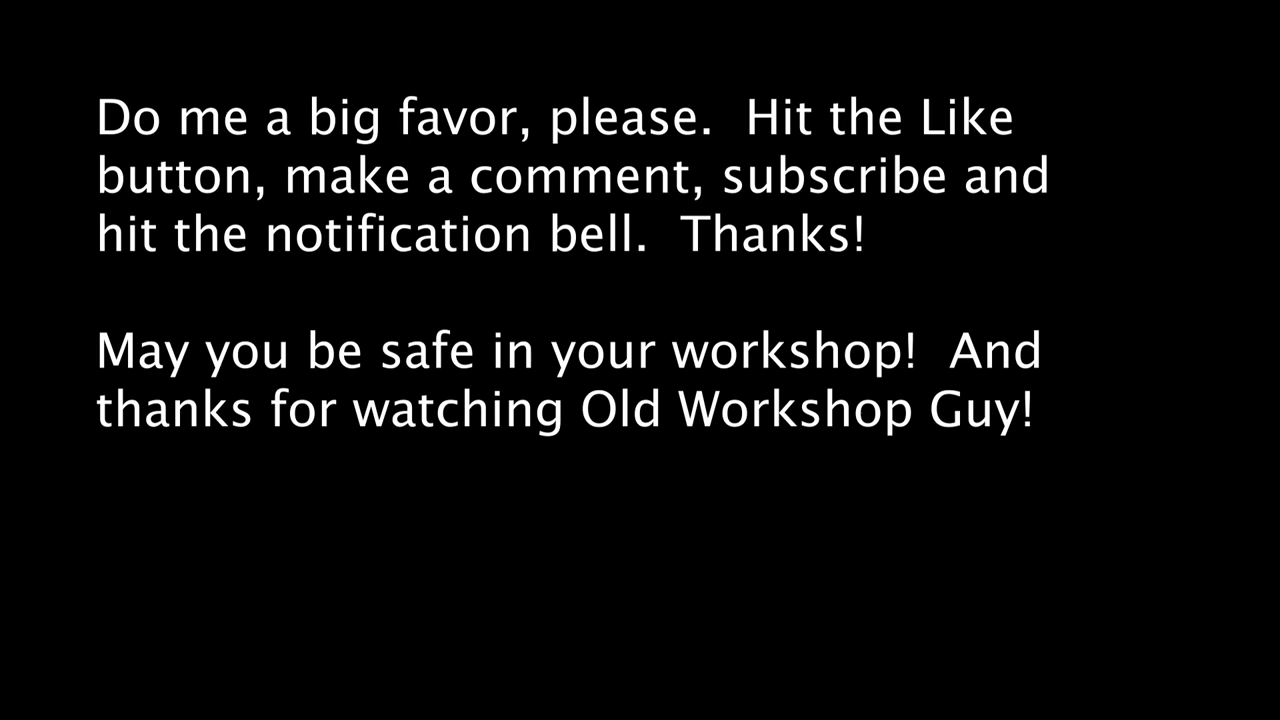 Do me a big favor, please.  Hit the Like
button, make a comment, subscribe and
hit the notification bell.  Thanks!
May you be safe in your workshop!  And
thanks for watching Old Workshop Guy!